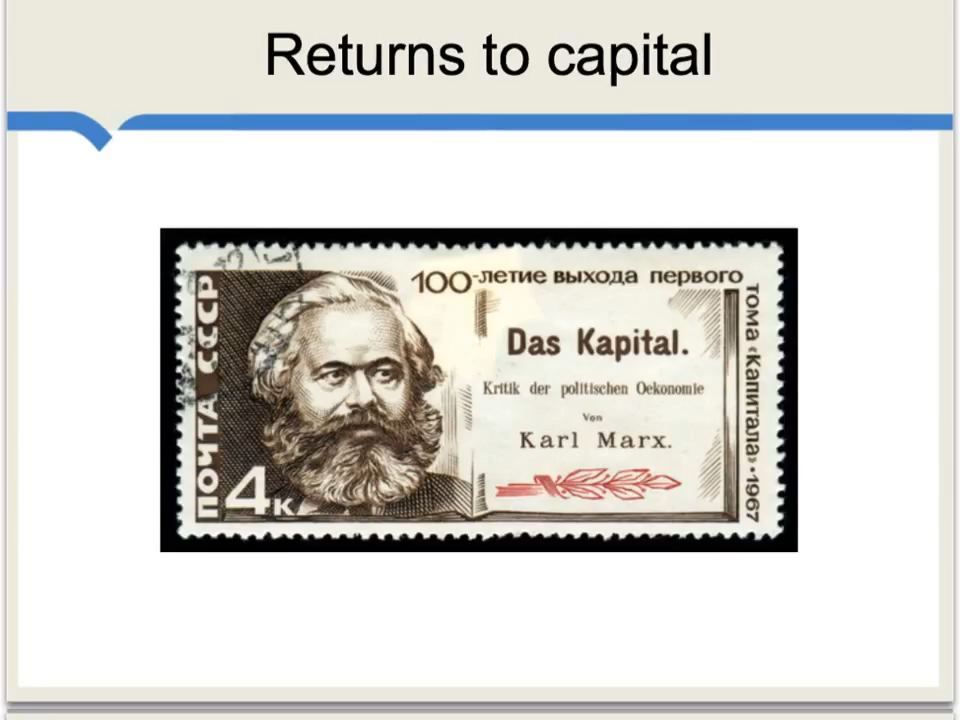 Returns to capital
ПОЧТА СССР
4к
100-летие выхода первого
тома «Капитала» • 1967
Das Kapital.
Kritik der politischen Oekonomie
Von
Karl Marx.